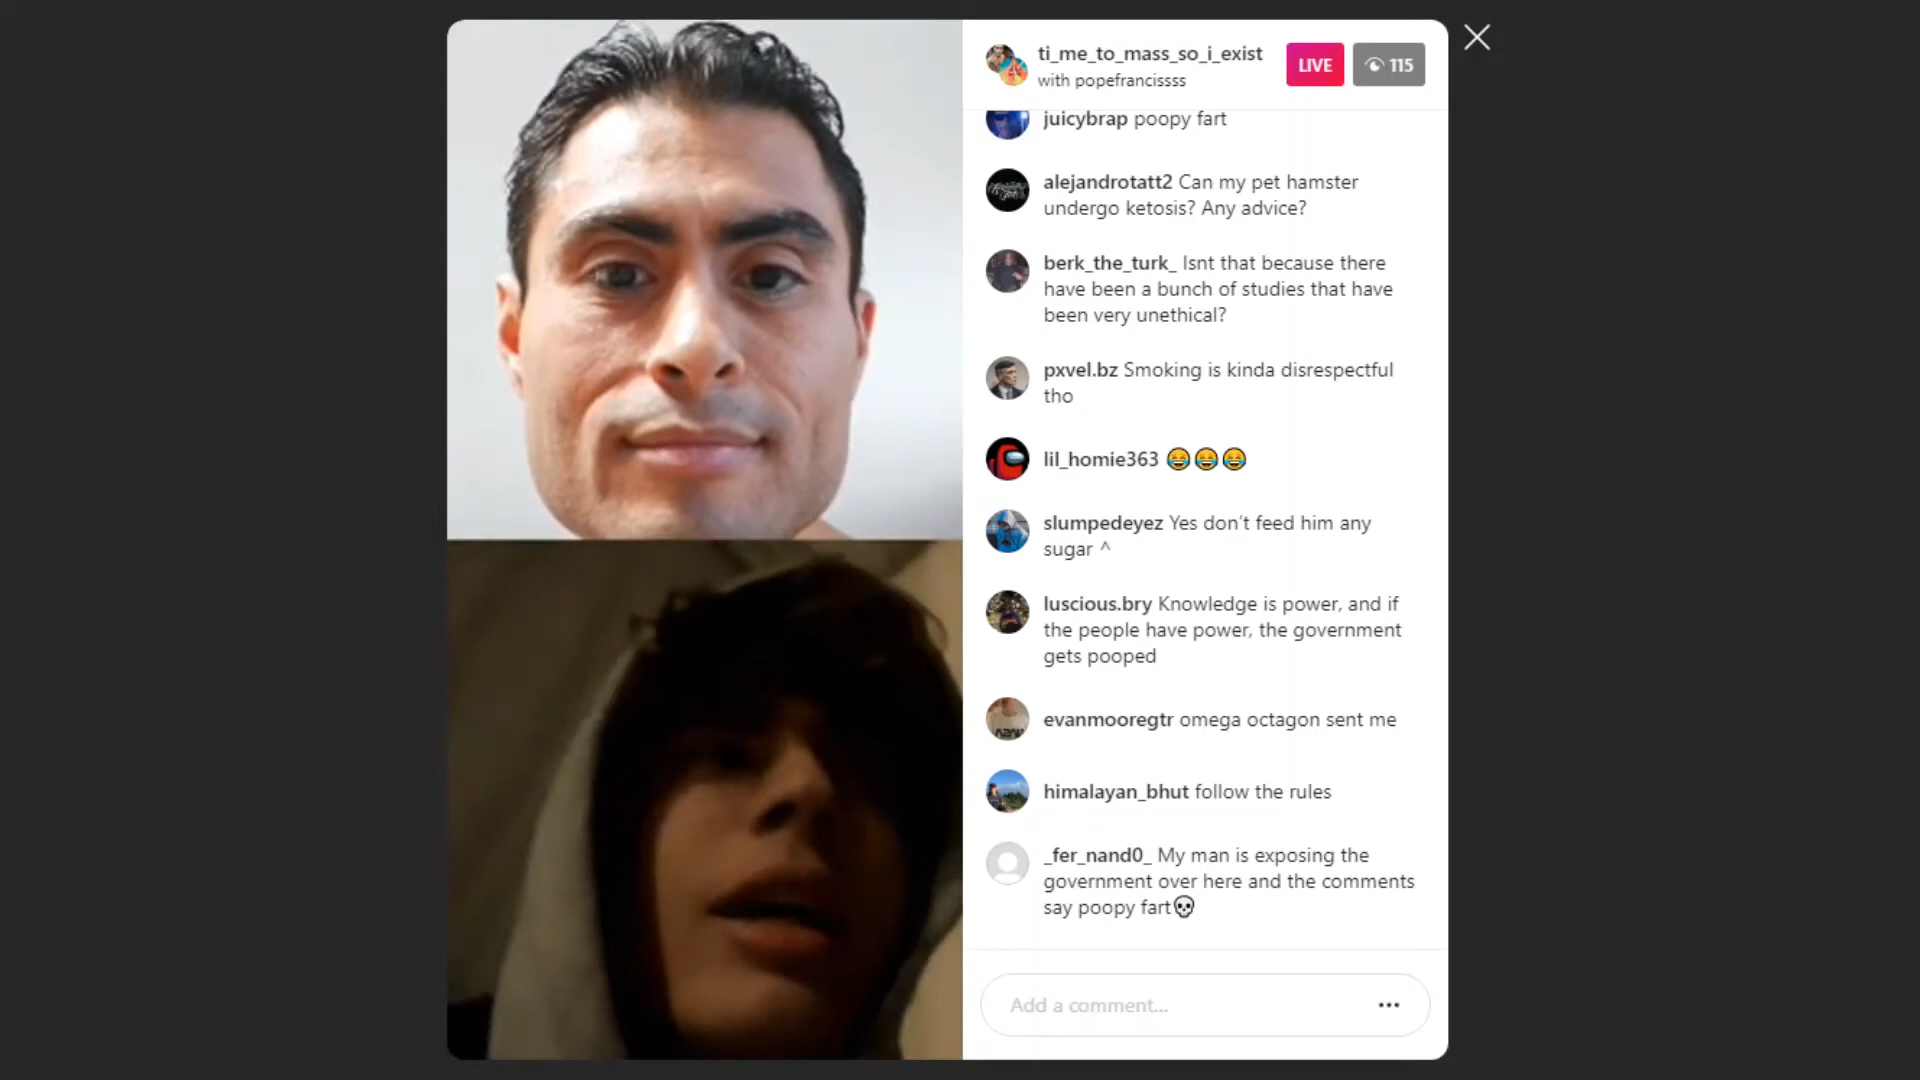 ti_me_to_mass_so_i_exist
with popefrancissss
LIVE
115
juicybrap poopy fart
alejandrotatt2 Can my pet hamster
undergo ketosis? Any advice?
berk_the_turk_ Isnt that because there
have been a bunch of studies that have
been very unethical?
pxvel.bz Smoking is kinda disrespectful
tho
lil_homie363 😂😂😂
slumpedeyez Yes don't feed him any
sugar ^
luscious.bry Knowledge is power, and if
the people have power, the government
gets pooped
evanmooregtr omega octagon sent me
himalayan_bhut follow the rules
_fer_nand0_ My man is exposing the
government over here and the comments
say poopy fart💀
Add a comment...